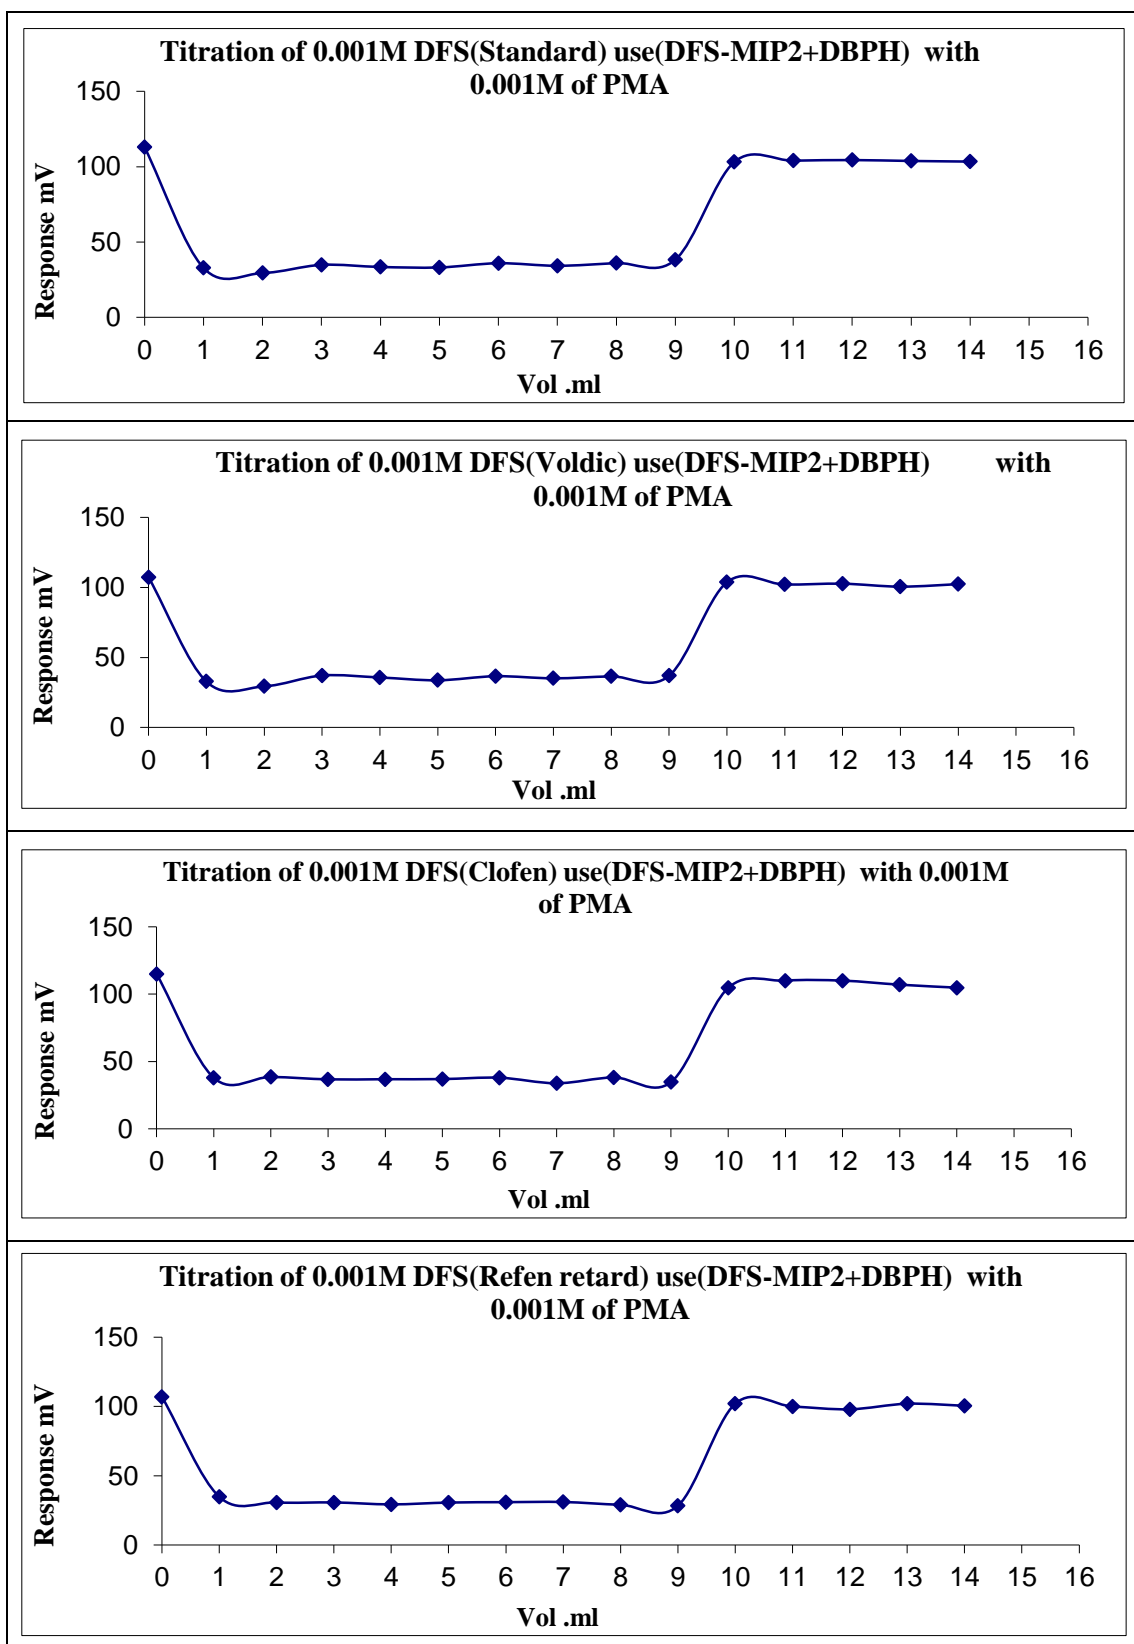 Titration of 0.001M DFS(Standard) use(DFS-MIP2+DBPH) with
0.001M of PMA
150
100
50
0
Response mV
0 1 2 3 4 5 6 7 8 9 10 11 12 13 14 15 16
Vol .ml
Titration of 0.001M DFS(Voldic) use(DFS-MIP2+DBPH) with
0.001M of PMA
150
100
50
0
Response mV
0 1 2 3 4 5 6 7 8 9 10 11 12 13 14 15 16
Vol .ml
Titration of 0.001M DFS(Clofen) use(DFS-MIP2+DBPH) with 0.001M
of PMA
150
100
50
0
Response mV
0 1 2 3 4 5 6 7 8 9 10 11 12 13 14 15 16
Vol .ml
Titration of 0.001M DFS(Refen retard) use(DFS-MIP2+DBPH) with
0.001M of PMA
150
100
50
0
Response mV
0 1 2 3 4 5 6 7 8 9 10 11 12 13 14 15 16
Vol .ml